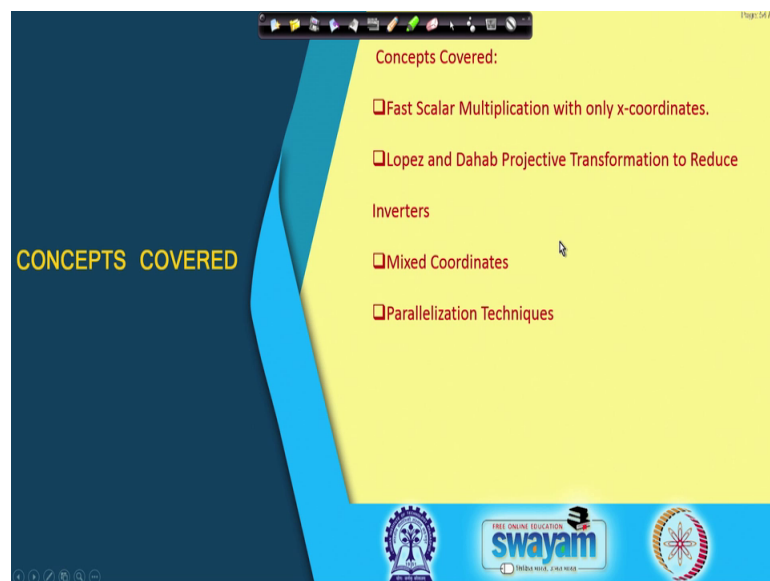 Concepts Covered:
❑Fast Scalar Multiplication with only x-coordinates.
❑Lopez and Dahab Projective Transformation to Reduce
Inverters
❑Mixed Coordinates
❑Parallelization Techniques
CONCEPTS COVERED
FREE ONLINE EDUCATION
swayam